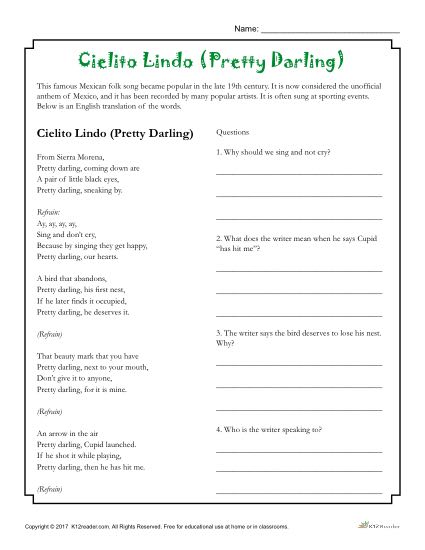 Name:
Cielito Lindo (Pretty Darling)
This famous Mexican folk song became popular in the late 19th century. It is now considered the unofficial
anthem of Mexico, and it has been recorded by many popular artists. It is often sung at sporting events.
Below is an English translation of the words.
Cielito Lindo (Pretty Darling)
From Sierra Morena,
Pretty darling, coming down are
A pair of little black eyes,
Pretty darling, sneaking by.
Refrain:
Ay, ay, ay, ay,
Sing and don't cry,
Because by singing they get happy,
Pretty darling, our hearts.
A bird that abandons,
Pretty darling, his first nest,
If he later finds it occupied,
Pretty darling, he deserves it.
(Refrain)
That beauty mark that you have
Pretty darling, next to your mouth,
Don't give it to anyone,
Pretty darling, for it is mine.
(Refrain)
An arrow in the air
Pretty darling, Cupid launched.
If he shot it while playing,
Pretty darling, then he has hit me.
(Refrain)
Questions
1. Why should we sing and not cry?
2. What does the writer mean when he says Cupid
"has hit me"?
3. The writer says the bird deserves to lose his nest.
Why?
4. Who is the writer speaking to?
Copyright © 2017 K12reader.com. All Rights Reserved. Free for educational use at home or in classrooms.
K12Reader